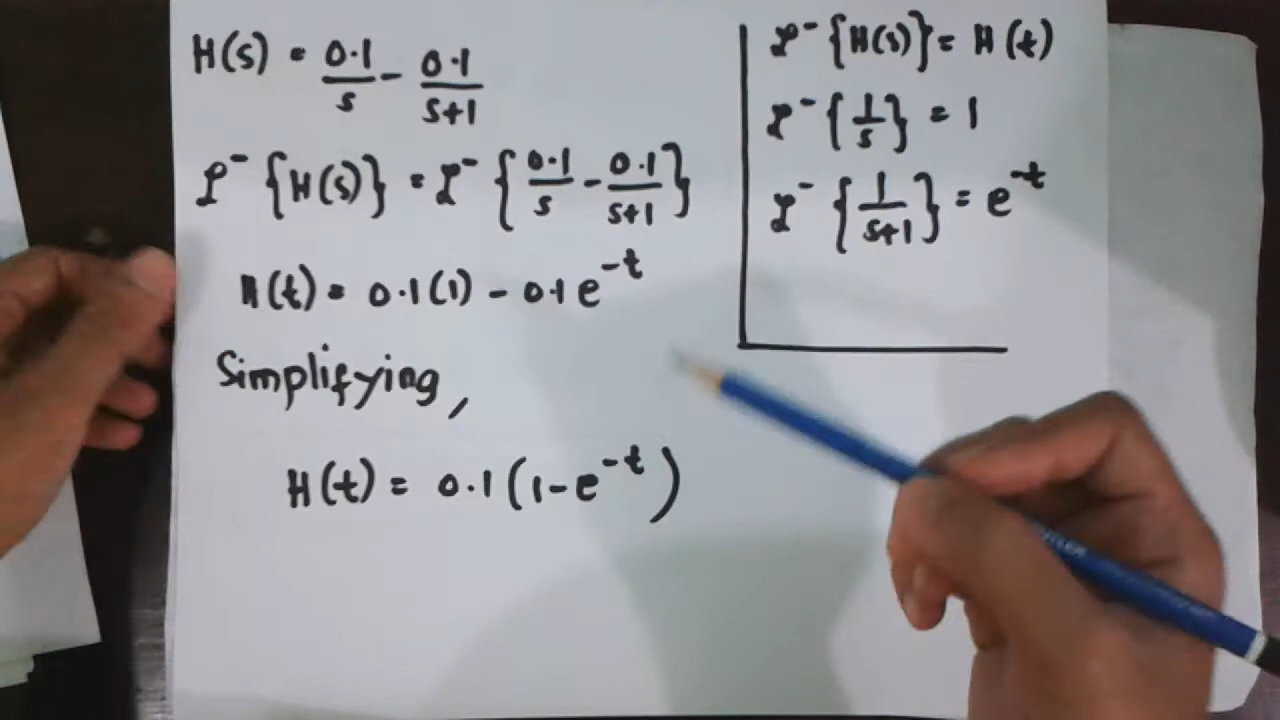 H(s) = 0.1/s - 0.1/s+1
ℒ⁻{H(s)} = ℒ⁻{0.1/s - 0.1/s+1}
H(t) = 0.1(1) - 0.1e^-t
Simplifying,
H(t) = 0.1(1-e^-t)
ℒ⁻{H(s)} = H(t)
ℒ⁻{1/s} = 1
ℒ⁻{1/s+1} = e^-t